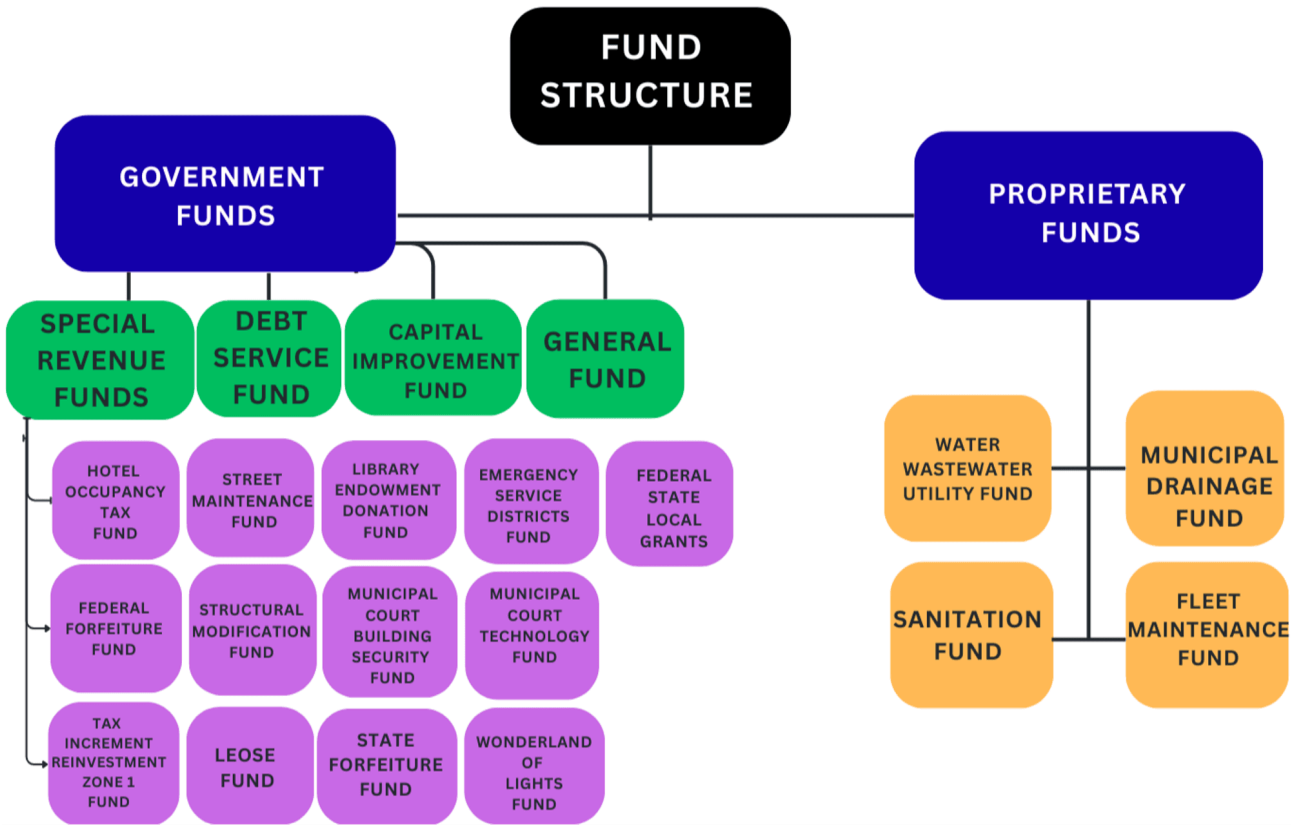 FUND
STRUCTURE
GOVERNMENT
FUNDS
PROPRIETARY
FUNDS
SPECIAL
REVENUE
FUNDS
DEBT
SERVICE
FUND
CAPITAL
IMPROVEMENT
FUND
GENERAL
FUND
HOTEL
OCCUPANCY
TAX
FUND
STREET
MAINTENANCE
FUND
LIBRARY
ENDOWMENT
DONATION
FUND
EMERGENCY
SERVICE
DISTRICTS
FUND
FEDERAL
STATE
LOCAL
GRANTS
FEDERAL
FORFEITURE
FUND
STRUCTURAL
MODIFICATION
FUND
MUNICIPAL
COURT
BUILDING
SECURITY
FUND
MUNICIPAL
COURT
TECHNOLOGY
FUND
TAX
INCREMENT
REINVESTMENT
ZONE 1
FUND
LEOSE
FUND
STATE
FORFEITURE
FUND
WONDERLAND
OF
LIGHTS
FUND
WATER
WASTEWATER
UTILITY FUND
MUNICIPAL
DRAINAGE
FUND
SANITATION
FUND
FLEET
MAINTENANCE
FUND